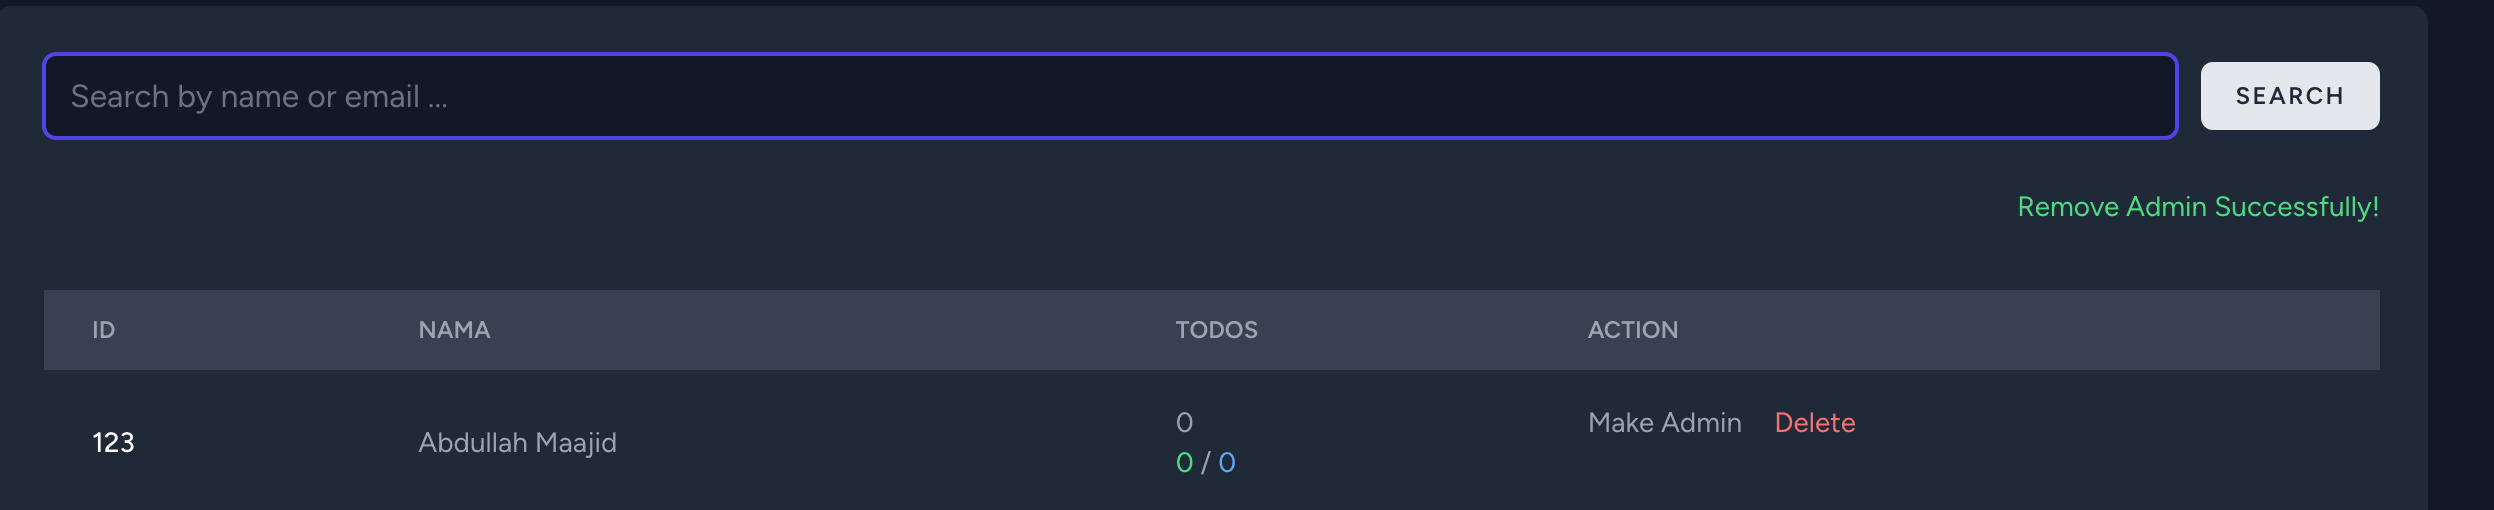 Search by name or email ...
SEARCH
Remove Admin Successfully!
ID NAMA TODOS ACTION
123 Abdullah Maajid 0 Make Admin Delete
0 / 0